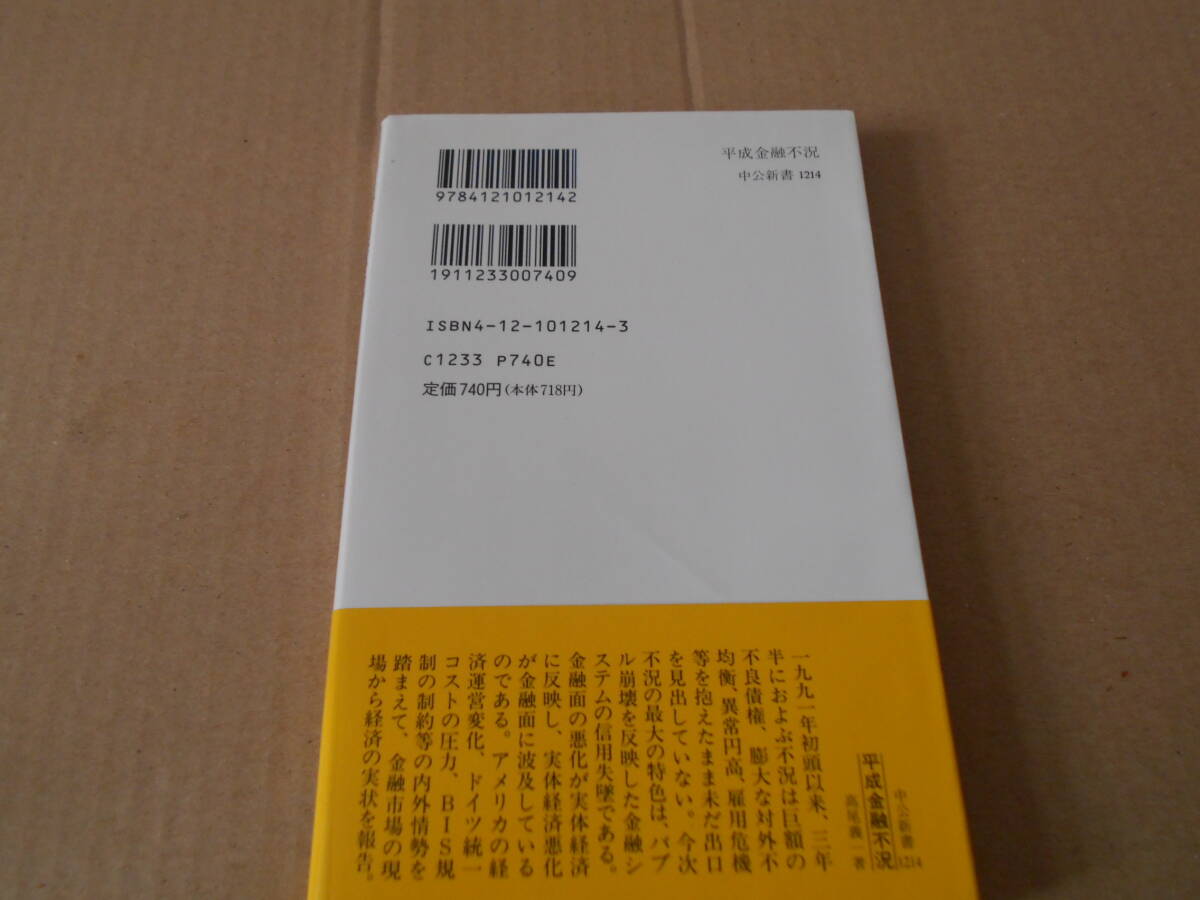 平成金融不況
中公新書 1214
9784121012142
1911233007409
ISBN4-12-101214-3
C1233 P740E
定価740円(本体718円)
中公新書
1214
平成金融不況
高尾義一著
一九九一年初頭以来、三年
半におよぶ不況は巨額の
不良債権、膨大な対外不
均衡、異常円高、雇用危機
等を抱えたまま未だ出口
を見出していない。今次
不況の最大の特色は、バブ
ル崩壊を反映した金融シ
ステムの信用失墜である。
金融面の悪化が実体経済
に反映し、実体経済悪化
が金融面に波及している
のである。アメリカの経
済運営変化、ドイツ統一
コストの圧力、BIS規
制の制約等の内外情勢を
踏まえて、金融市場の現
場から経済の実状を報告。